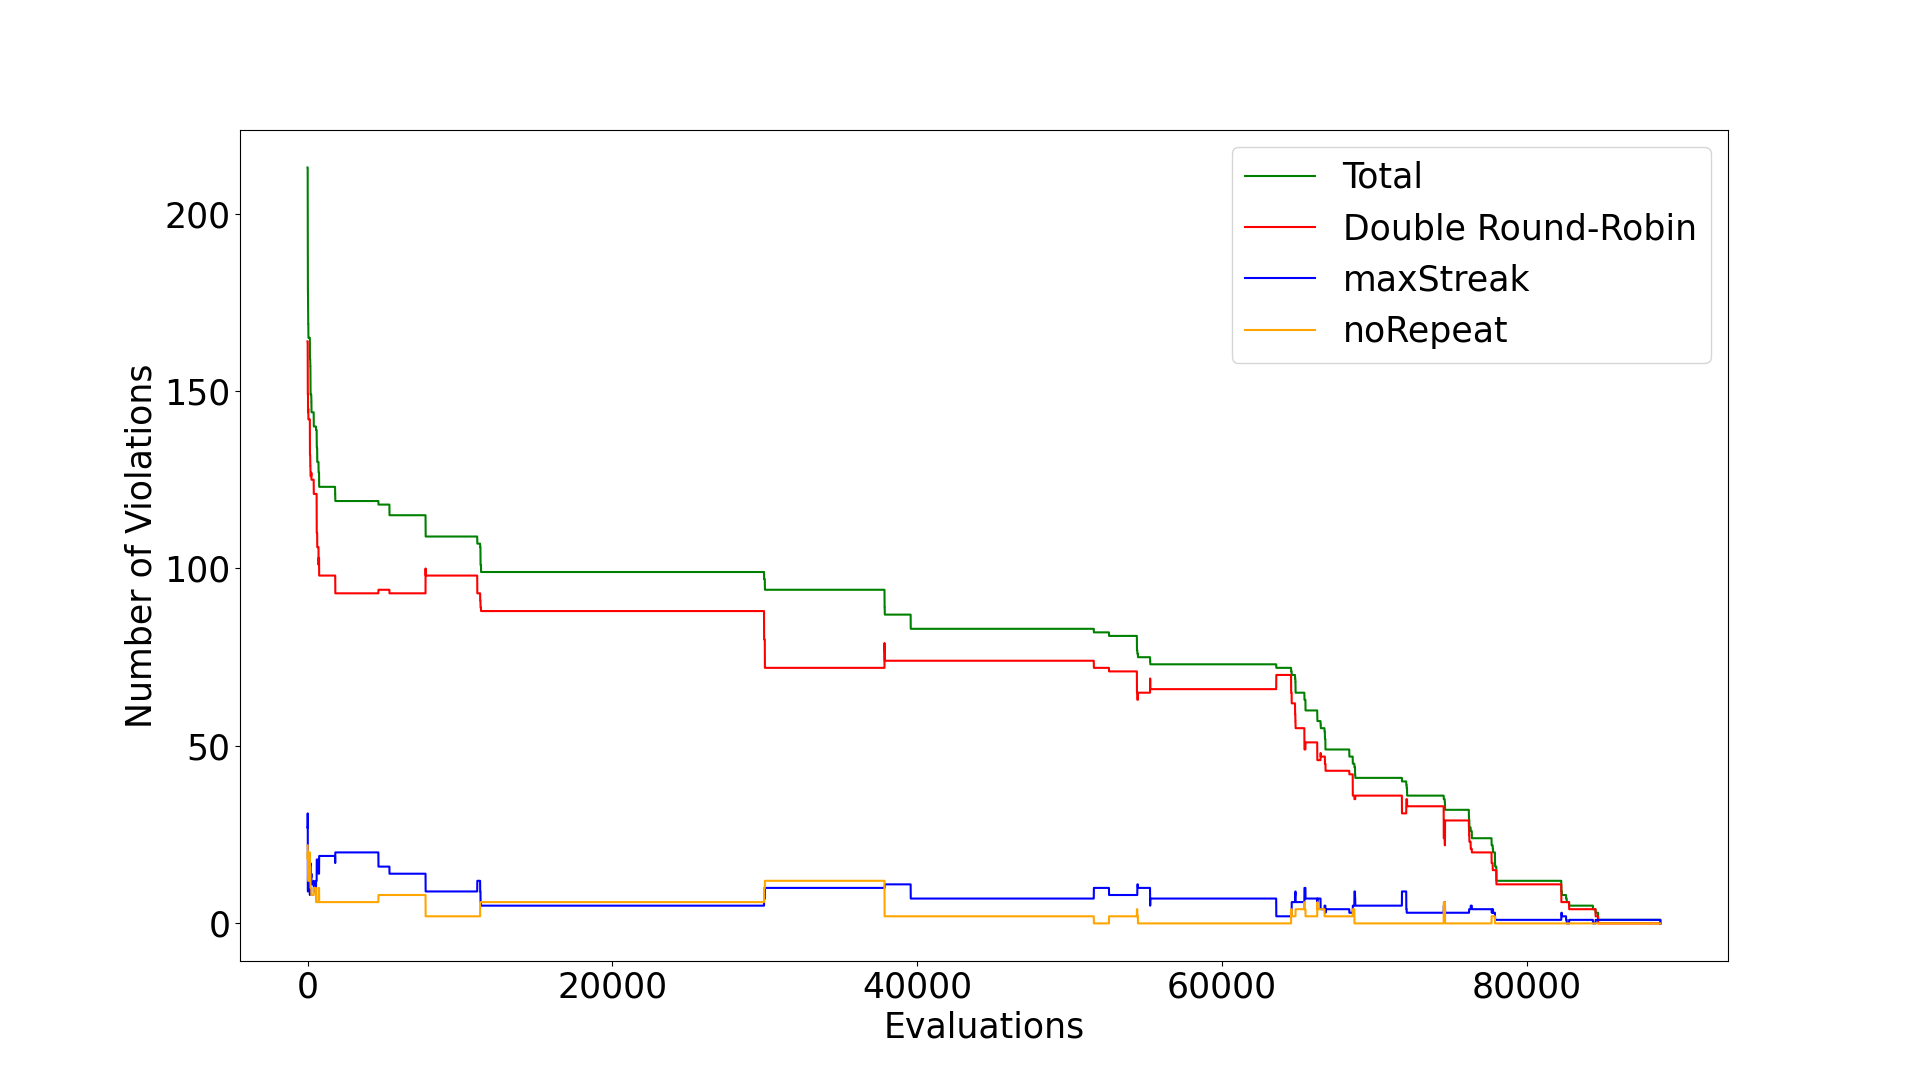 Total
Double Round-Robin
maxStreak
noRepeat
Number of Violations
200
150
100
50
0
0 20000 40000 60000 80000
Evaluations